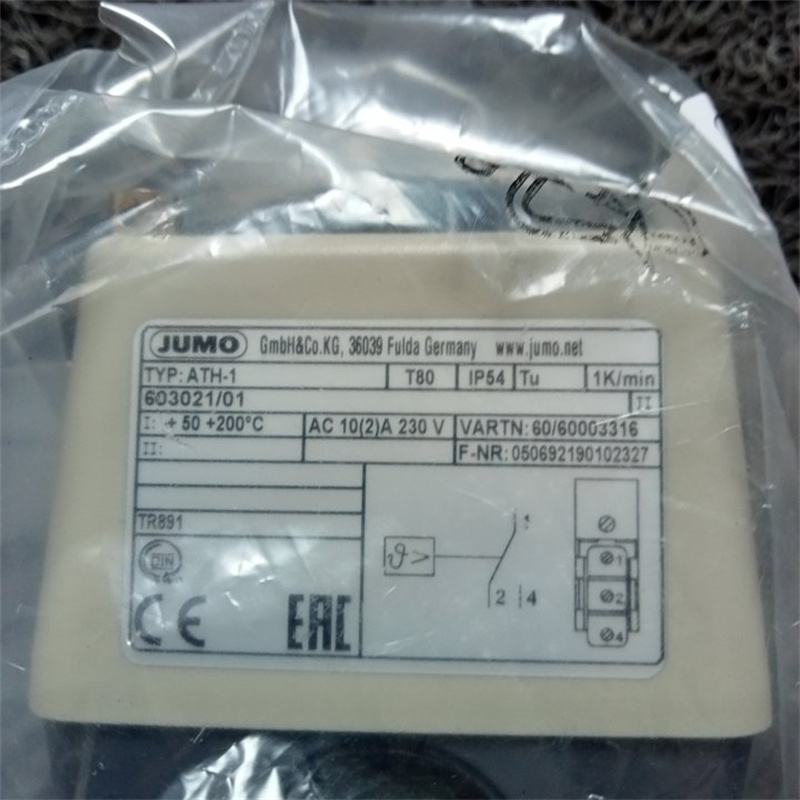 JUMO GmbH&Co.KG, 36039 Fulda Germany www.jumo.net
TYP: ATH-1 T80 IP54 Tu 1K/min
603021/01 II
I: + 50 +200°C AC 10(2)A 230 V VARTN: 60/60003316
II: F-NR: 050692190102327
TR891
1
ϑ>
2 4
1
2
4
DIN
CE EAC